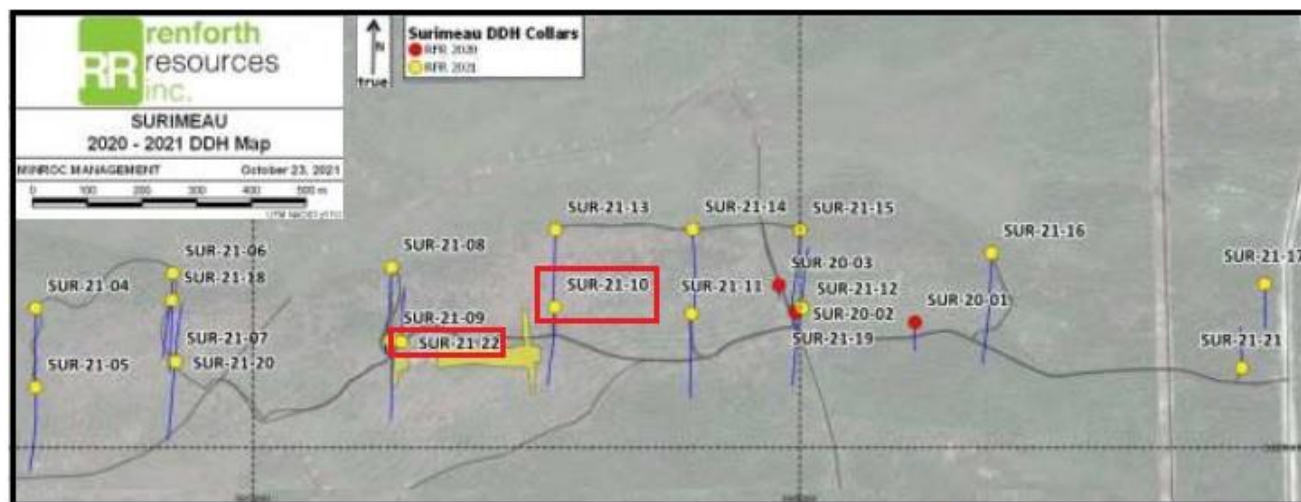 RR
renforth
resources
inc.
SURIMEAU
2020 - 2021 DDH Map
MINROC MANAGEMENT October 23, 2021
0 100 200 300 400 500 m
N
true
Surimeau DDH Collars
RFR 2020
RFR 2021
SUR-21-13
SUR-21-14
SUR-21-15
SUR-21-16
SUR-21-06
SUR-21-08
SUR-21-17
SUR-21-18
SUR-20-03
SUR-21-04
SUR-21-10
SUR-21-11
SUR-21-12
SUR-20-01
SUR-21-09
SUR-20-02
SUR-21-07
SUR-21-22
SUR-21-19
SUR-21-21
SUR-21-05
SUR-21-20